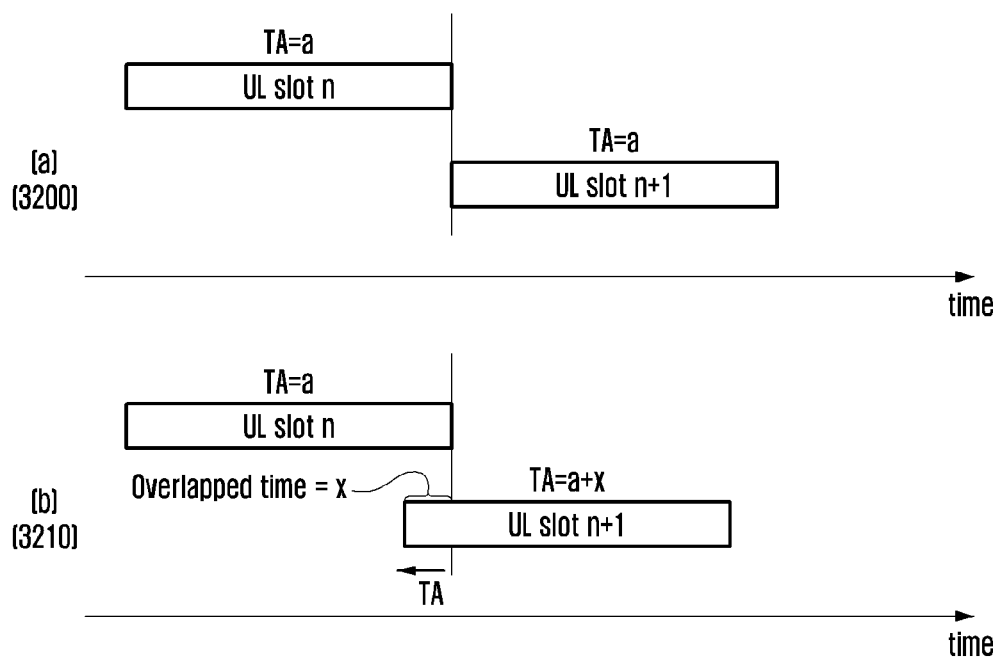 TA=a
UL slot n
TA=a
UL slot n+1
(a)
(3200)
time
TA=a
UL slot n
Overlapped time = x
TA=a+x
UL slot n+1
(b)
(3210)
TA
time